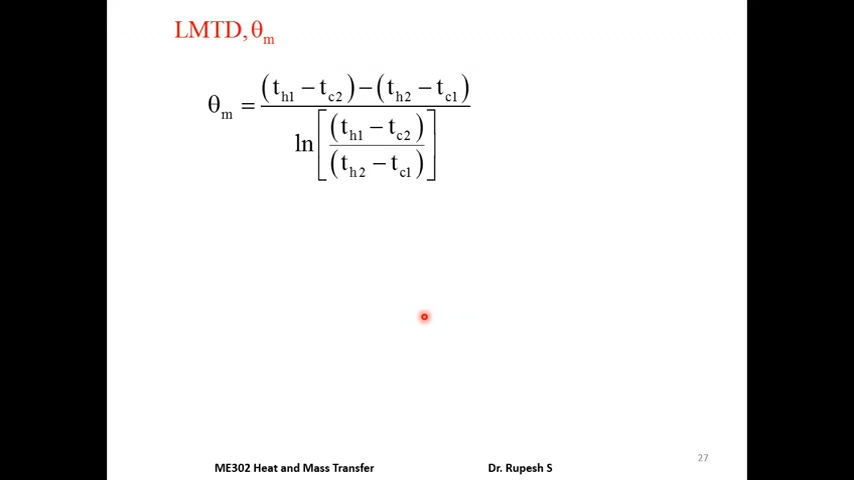 LMTD, θm
θm = ((th1 − tc2) − (th2 − tc1)) / ln[(th1 − tc2) / (th2 − tc1)]
27
ME302 Heat and Mass Transfer Dr. Rupesh S